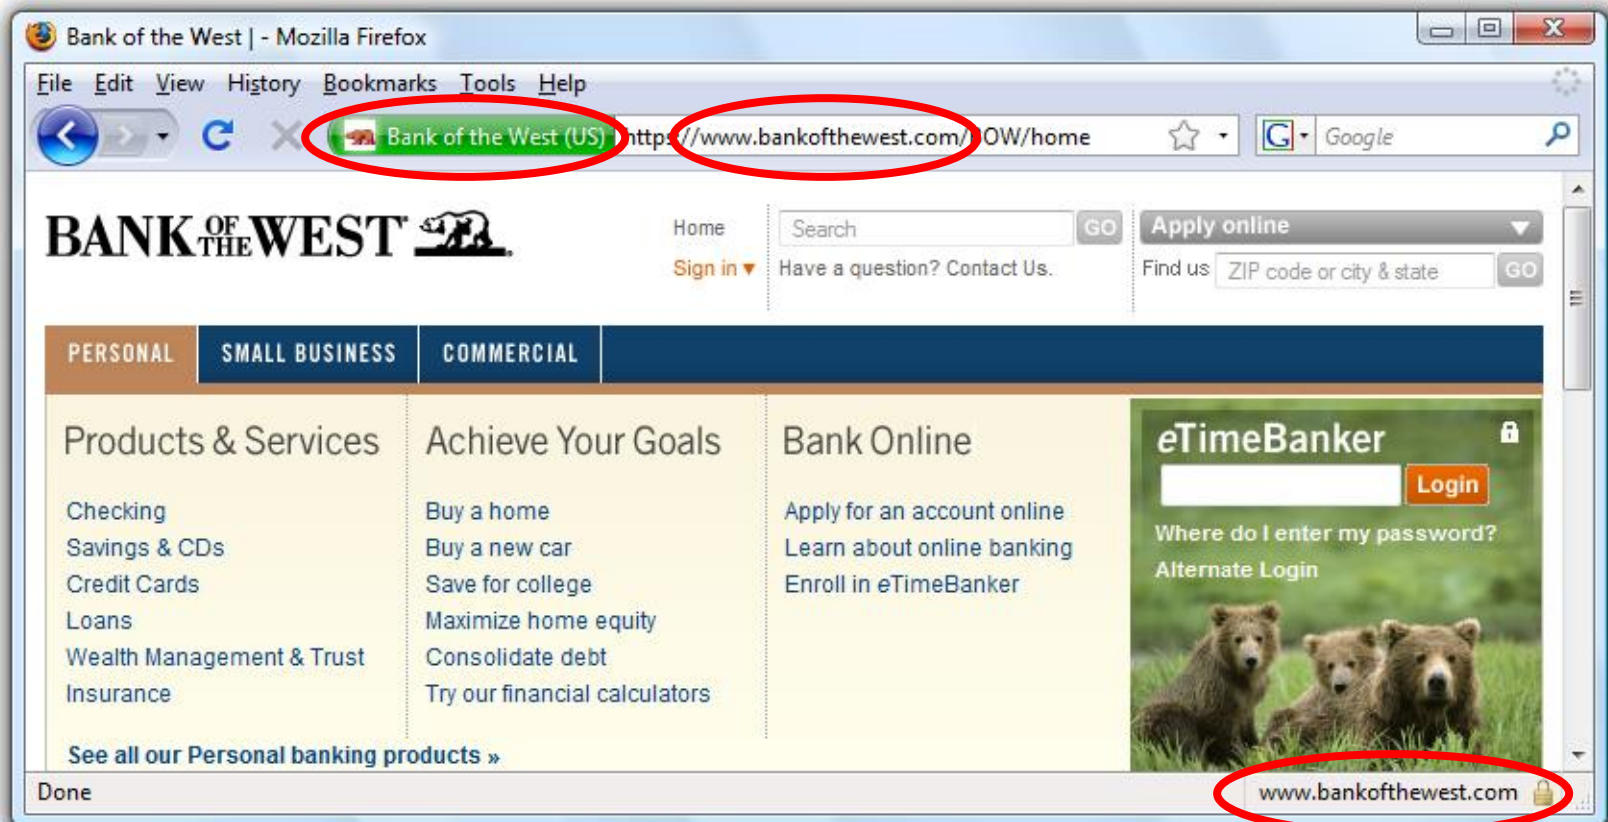 Bank of the West | - Mozilla Firefox
File Edit View History Bookmarks Tools Help
Bank of the West (US) https://www.bankofthewest.com/BOW/home G Google
BANK OF THE WEST
Home
Sign in ▼
Search GO
Have a question? Contact Us.
Apply online
Find us ZIP code or city & state GO
PERSONAL SMALL BUSINESS COMMERCIAL
Products & Services
Checking
Savings & CDs
Credit Cards
Loans
Wealth Management & Trust
Insurance
See all our Personal banking products »
Achieve Your Goals
Buy a home
Buy a new car
Save for college
Maximize home equity
Consolidate debt
Try our financial calculators
Bank Online
Apply for an account online
Learn about online banking
Enroll in eTimeBanker
eTimeBanker
Login
Where do I enter my password?
Alternate Login
Done www.bankofthewest.com